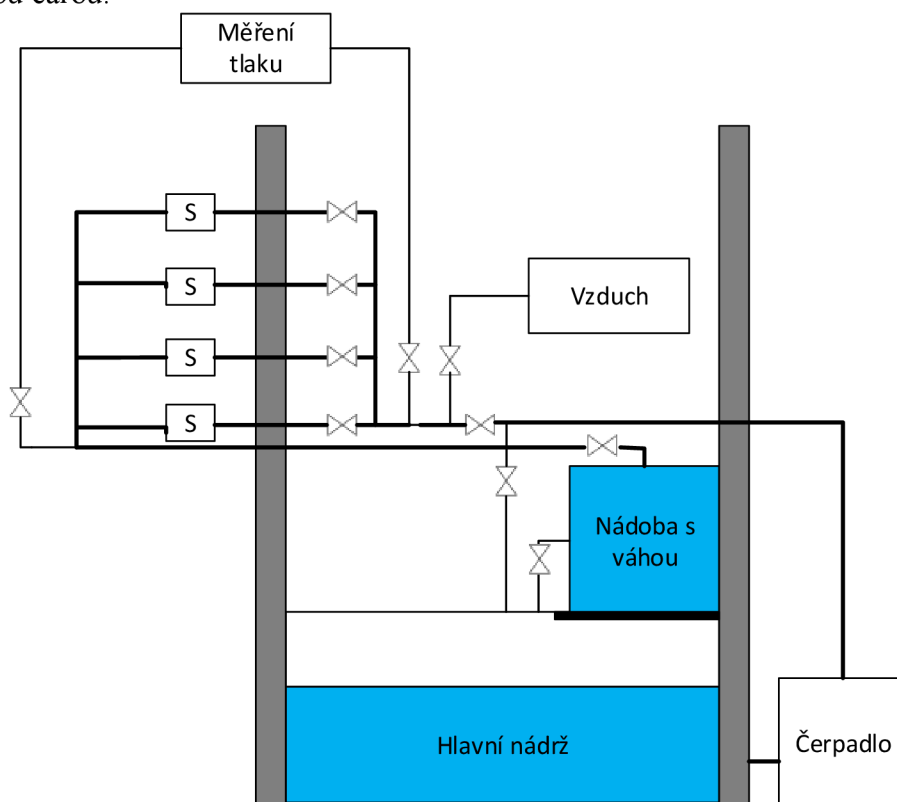 Měření
tlaku
S
S
Vzduch
S
S
Nádoba s
váhou
Hlavní nádrž
Čerpadlo